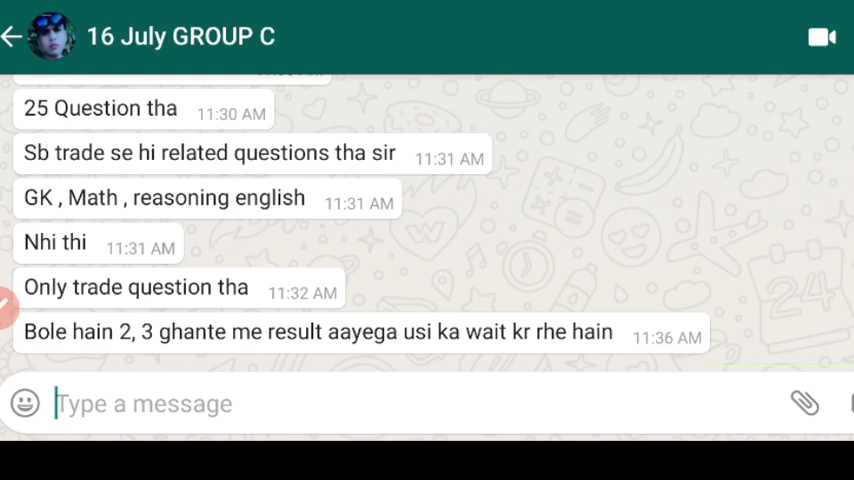 16 July GROUP C
25 Question tha 11:30 AM
Sb trade se hi related questions tha sir 11:31 AM
GK , Math , reasoning english 11:31 AM
Nhi thi 11:31 AM
Only trade question tha 11:32 AM
Bole hain 2, 3 ghante me result aayega usi ka wait kr rhe hain 11:36 AM
Type a message